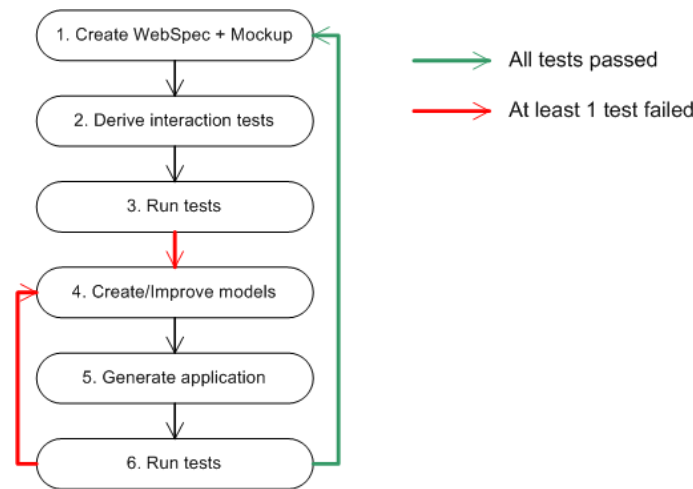 1. Create WebSpec + Mockup
2. Derive interaction tests
3. Run tests
4. Create/Improve models
5. Generate application
6. Run tests
All tests passed
At least 1 test failed